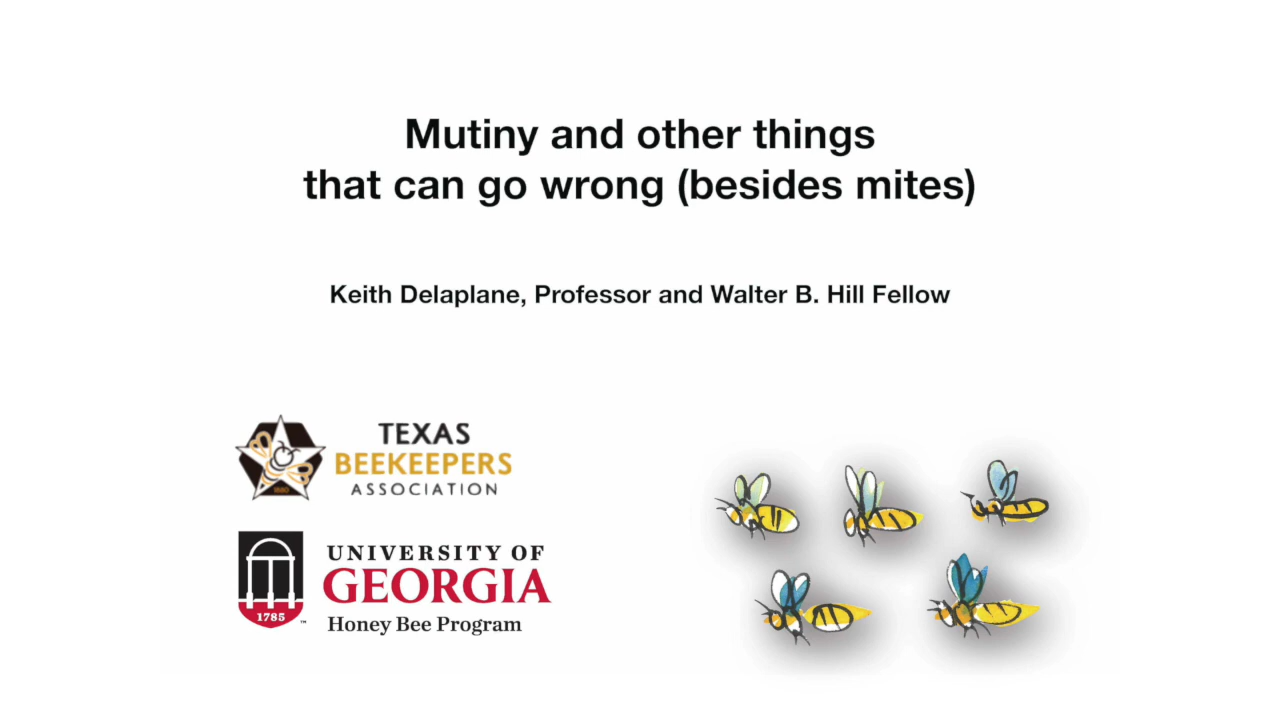 Mutiny and other things
that can go wrong (besides mites)
Keith Delaplane, Professor and Walter B. Hill Fellow
TEXAS
BEEKEEPERS
ASSOCIATION
UNIVERSITY OF
GEORGIA
1785
™
Honey Bee Program